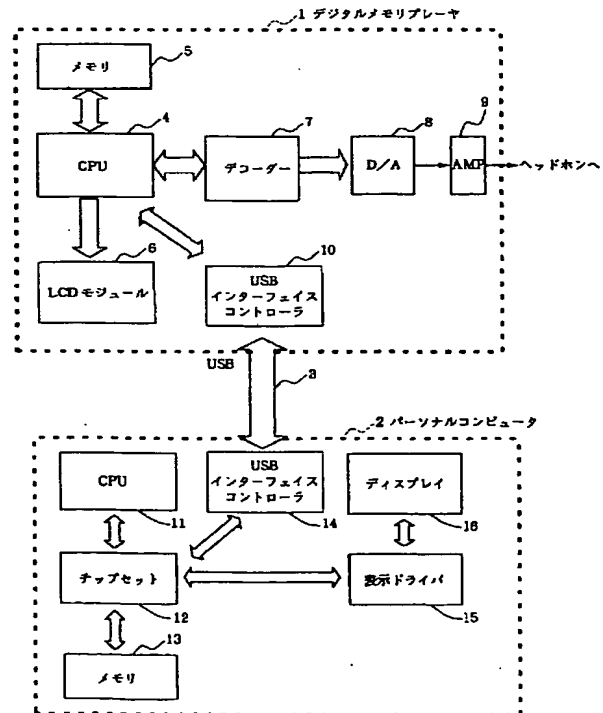 1 デジタルメモリプレーヤ
メモリ
5
4
CPU
7
デコーダー
8
D/A
9
AMP
ヘッドホンへ
6
LCDモジュール
10
USB
インターフェイス
コントローラ
USB
3
2 パーソナルコンピュータ
CPU
11
USB
インターフェイス
コントローラ
14
ディスプレイ
16
チップセット
12
表示ドライバ
15
13
メモリ